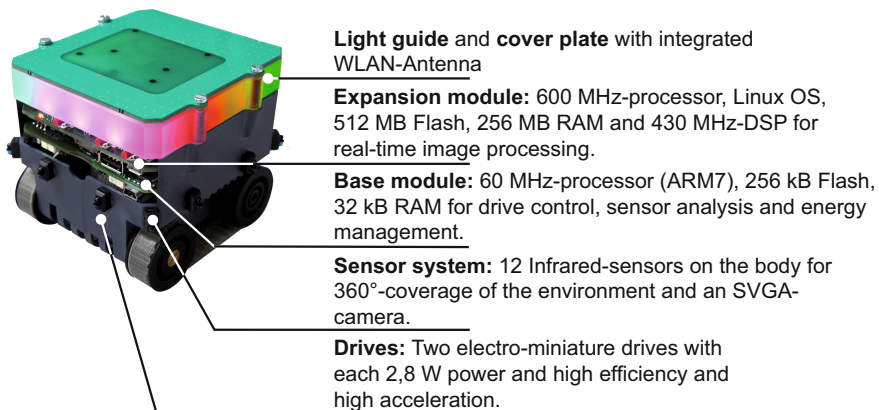 Light guide and cover plate with integrated
WLAN-Antenna
Expansion module: 600 MHz-processor, Linux OS,
512 MB Flash, 256 MB RAM and 430 MHz-DSP for
real-time image processing.
Base module: 60 MHz-processor (ARM7), 256 kB Flash,
32 kB RAM for drive control, sensor analysis and energy
management.
Sensor system: 12 Infrared-sensors on the body for
360°-coverage of the environment and an SVGA-
camera.
Drives: Two electro-miniature drives with
each 2,8 W power and high efficiency and
high acceleration.